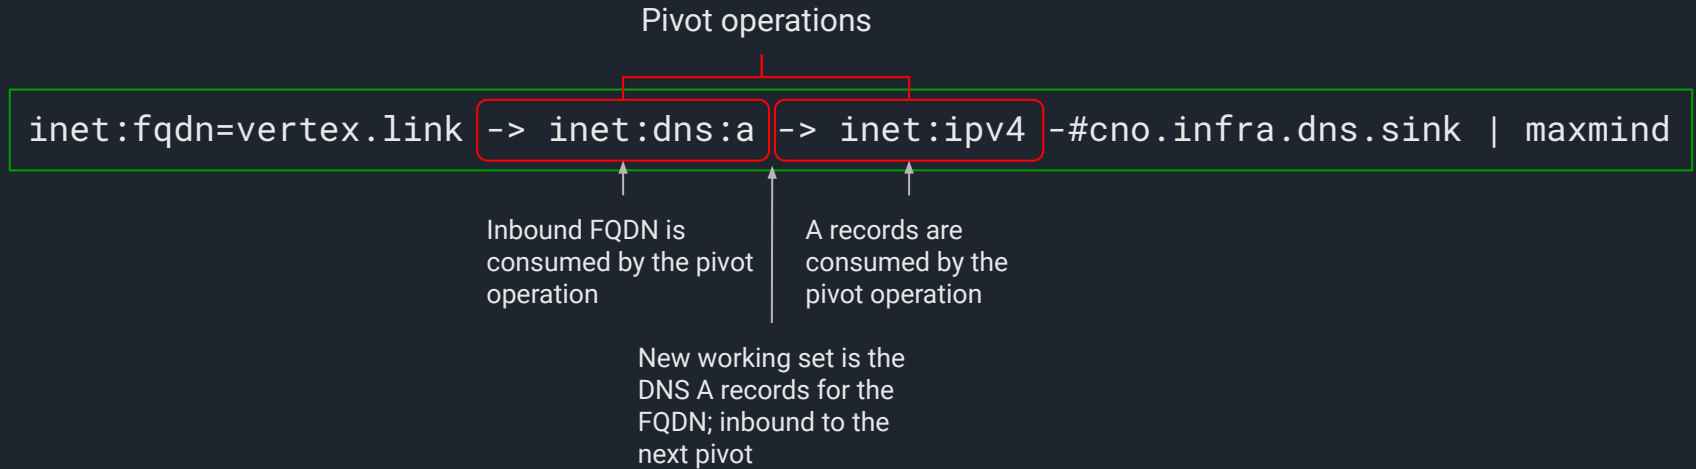 Pivot operations
inet:fqdn=vertex.link -> inet:dns:a -> inet:ipv4 -#cno.infra.dns.sink | maxmind
Inbound FQDN is
consumed by the pivot
operation
A records are
consumed by the
pivot operation
New working set is the
DNS A records for the
FQDN; inbound to the
next pivot